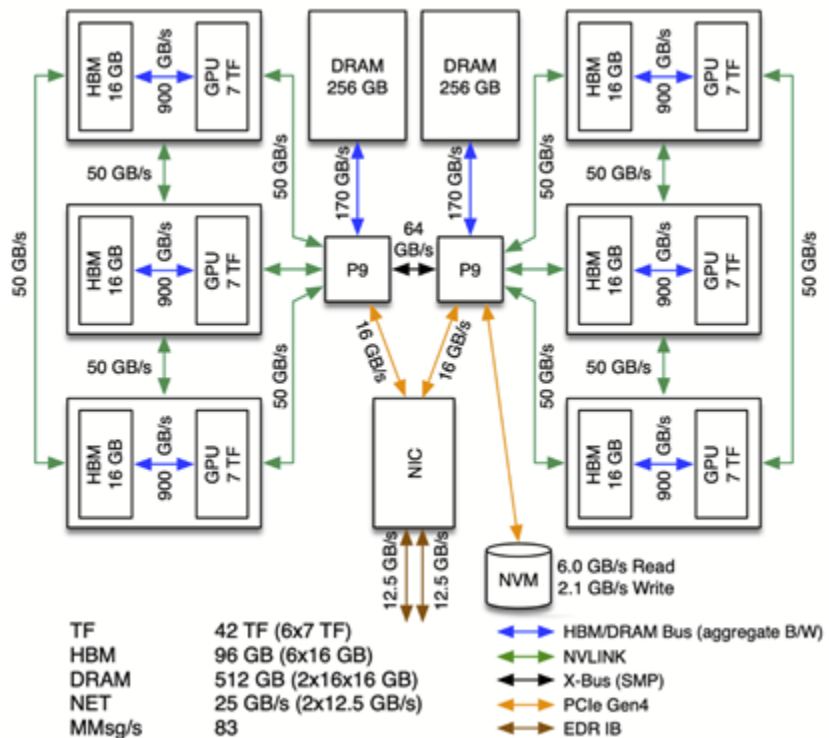 HBM
16 GB
900
GB/s
GPU
7 TF
DRAM
256 GB
DRAM
256 GB
HBM
16 GB
900
GB/s
GPU
7 TF
50 GB/s
50 GB/s
170 GB/s
170 GB/s
50 GB/s
50 GB/s
50 GB/s
HBM
16 GB
900
GB/s
GPU
7 TF
P9
64
GB/s
P9
HBM
16 GB
900
GB/s
GPU
7 TF
50 GB/s
50 GB/s
50 GB/s
16 GB/s
16 GB/s
50 GB/s
50 GB/s
HBM
16 GB
900
GB/s
GPU
7 TF
NIC
HBM
16 GB
900
GB/s
GPU
7 TF
12.5 GB/s
12.5 GB/s
NVM
6.0 GB/s Read
2.1 GB/s Write
TF 42 TF (6x7 TF)
HBM 96 GB (6x16 GB)
DRAM 512 GB (2x16x16 GB)
NET 25 GB/s (2x12.5 GB/s)
MMsg/s 83
HBM/DRAM Bus (aggregate B/W)
NVLINK
X-Bus (SMP)
PCIe Gen4
EDR IB